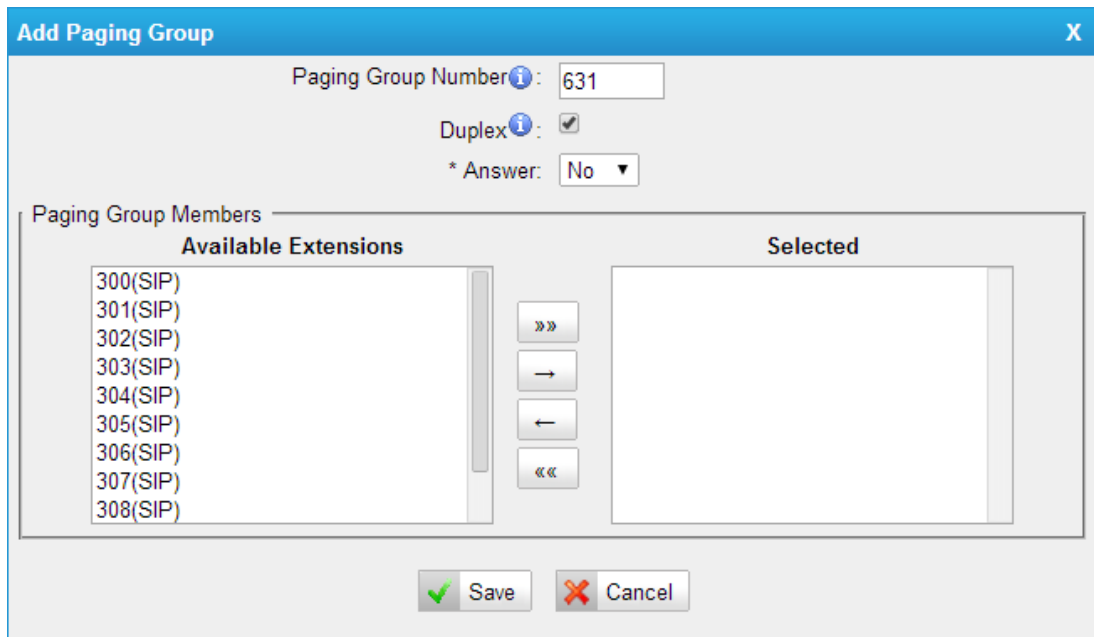 Add Paging Group X
Paging Group Number i : 631
Duplex i :
* Answer: No ▼
Paging Group Members
Available Extensions Selected
300(SIP)
301(SIP)
302(SIP)
303(SIP)
304(SIP)
305(SIP)
306(SIP)
307(SIP)
308(SIP)
»»
→
←
««
Save Cancel